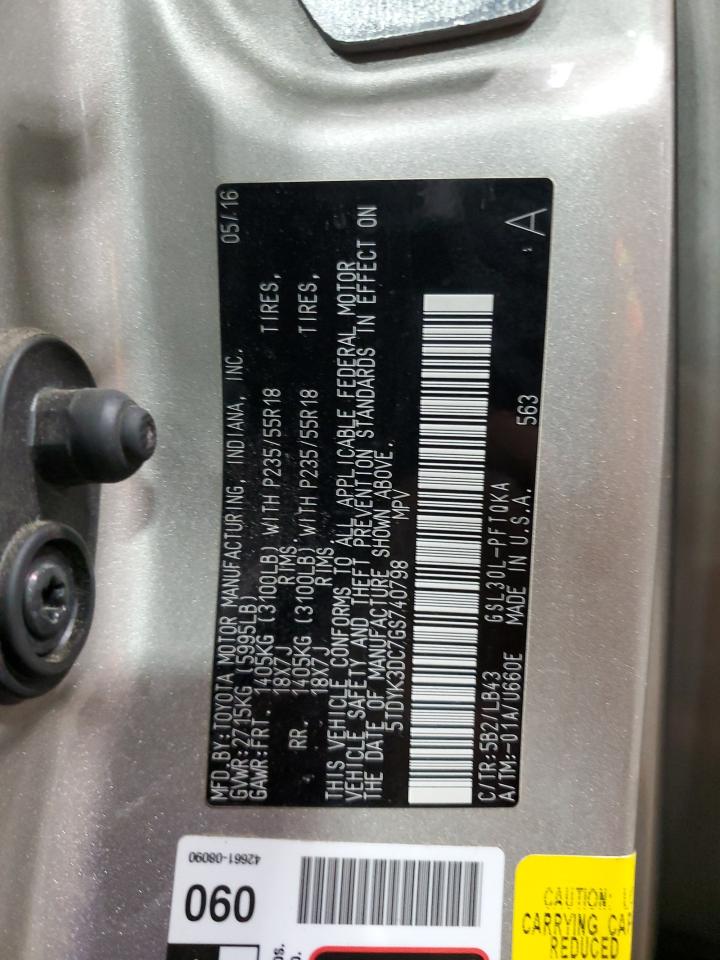 MFD.BY:TOYOTA MOTOR MANUFACTURING, INDIANA, INC. 05/16
GVWR:2715KG (5995LB)
GAWR:FRT. 1405KG (3100LB) WITH P235/55R18 TIRES,
18X7J RIMS
RR. 1405KG (3100LB) WITH P235/55R18 TIRES,
18X7J RIMS
THIS VEHICLE CONFORMS TO ALL APPLICABLE FEDERAL MOTOR
VEHICLE SAFETY AND THEFT PREVENTION STANDARDS IN EFFECT ON
THE DATE OF MANUFACTURE SHOWN ABOVE.
5TDYK3DC7GS740798 MPV
C/TR:5B2/LB43 GSL30L-PFTQKA
A/TM:-01A/U660E MADE IN U.S.A. 563
A
42661-08090
060
CAUTION:
CARRYING
REDUCED